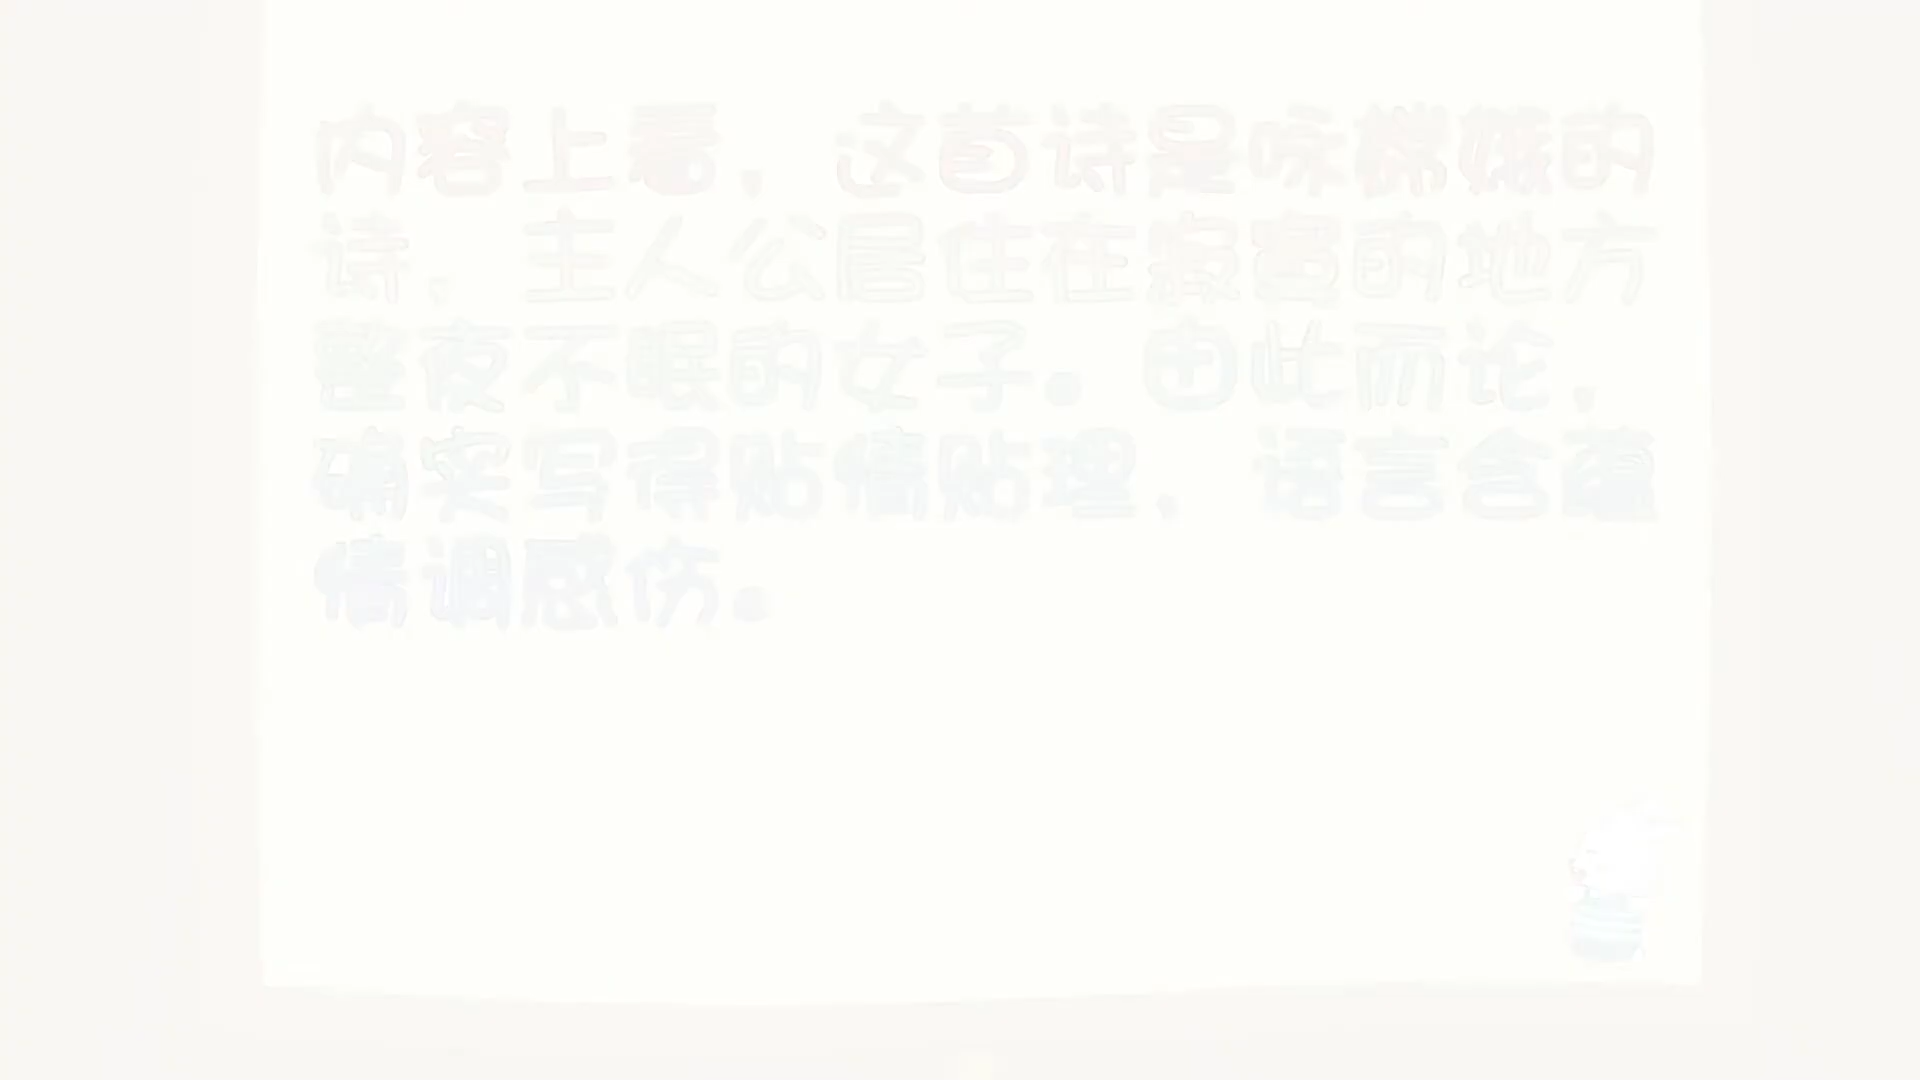 内容上看，这首诗是咏嫦娥的
诗，主人公居住在寂寞的地方
整夜不眠的女子。由此而论，
确实写得贴情贴理，语言含蕴
情调感伤。